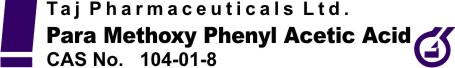 Taj Pharmaceuticals Ltd.
Para Methoxy Phenyl Acetic Acid
CAS No. 104-01-8